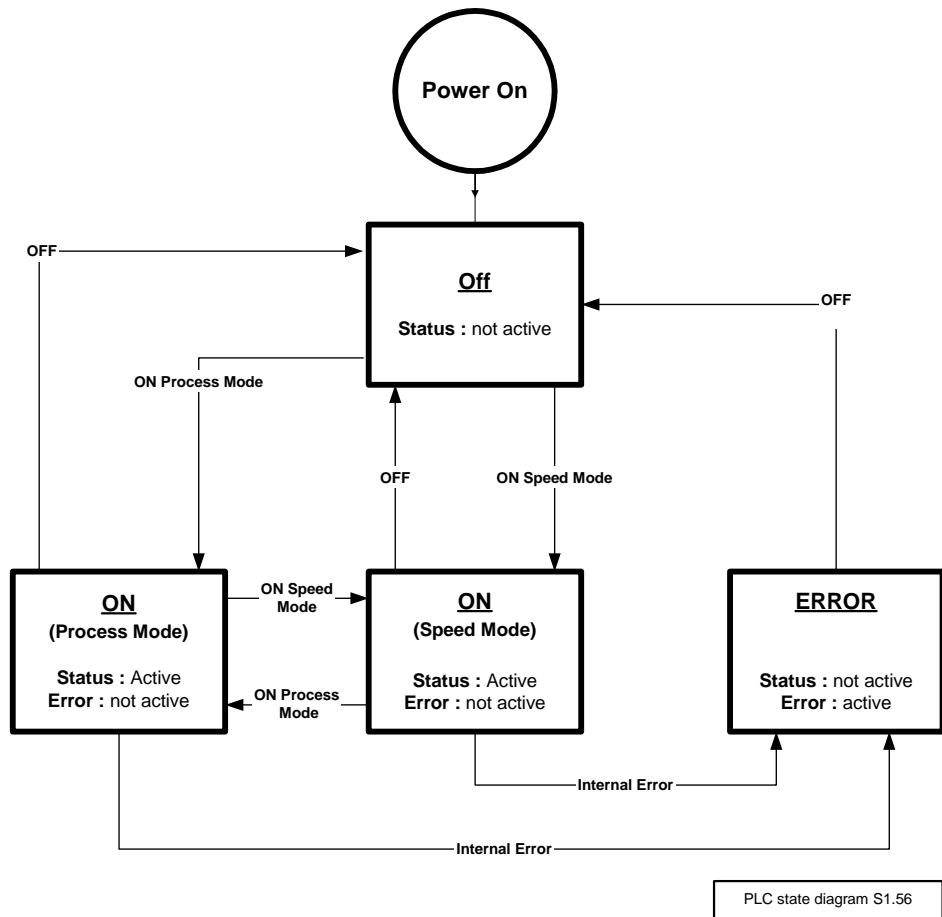 Power On
OFF
Off
Status : not active
OFF
ON Process Mode
OFF
ON Speed Mode
ON
(Process Mode)
Status : Active
Error : not active
ON Speed
Mode
ON Process
Mode
ON
(Speed Mode)
Status : Active
Error : not active
ERROR
Status : not active
Error : active
Internal Error
Internal Error
PLC state diagram S1.56